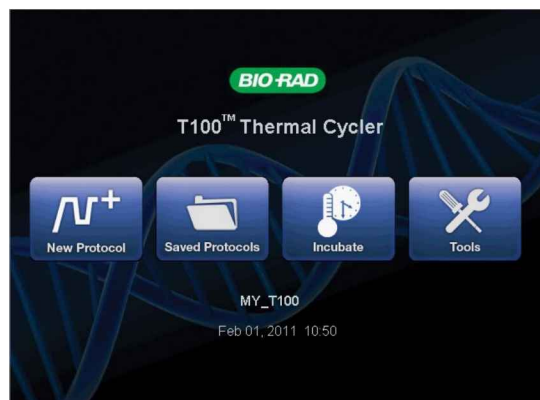 BIO-RAD
T100™ Thermal Cycler
New Protocol
Saved Protocols
Incubate
Tools
MY_T100
Feb 01, 2011 10:50